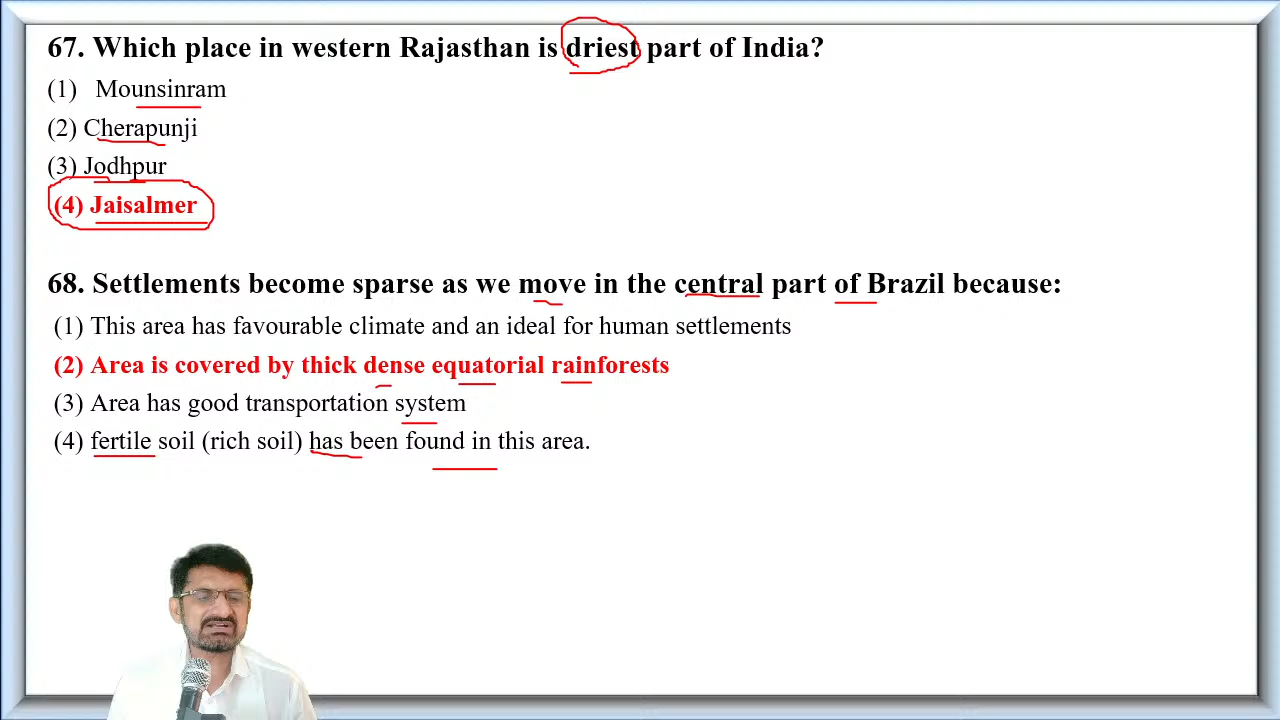 67. Which place in western Rajasthan is driest part of India?
(1) Mounsinram
(2) Cherapunji
(3) Jodhpur
(4) Jaisalmer
68. Settlements become sparse as we move in the central part of Brazil because:
(1) This area has favourable climate and an ideal for human settlements
(2) Area is covered by thick dense equatorial rainforests
(3) Area has good transportation system
(4) fertile soil (rich soil) has been found in this area.